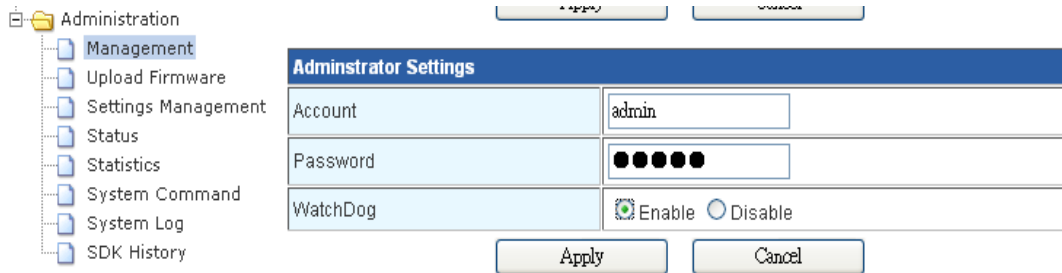 Administration
Management
Upload Firmware
Settings Management
Status
Statistics
System Command
System Log
SDK History
Adminstrator Settings
Account
admin
Password
●●●●●
WatchDog
Enable
Disable
Apply
Cancel